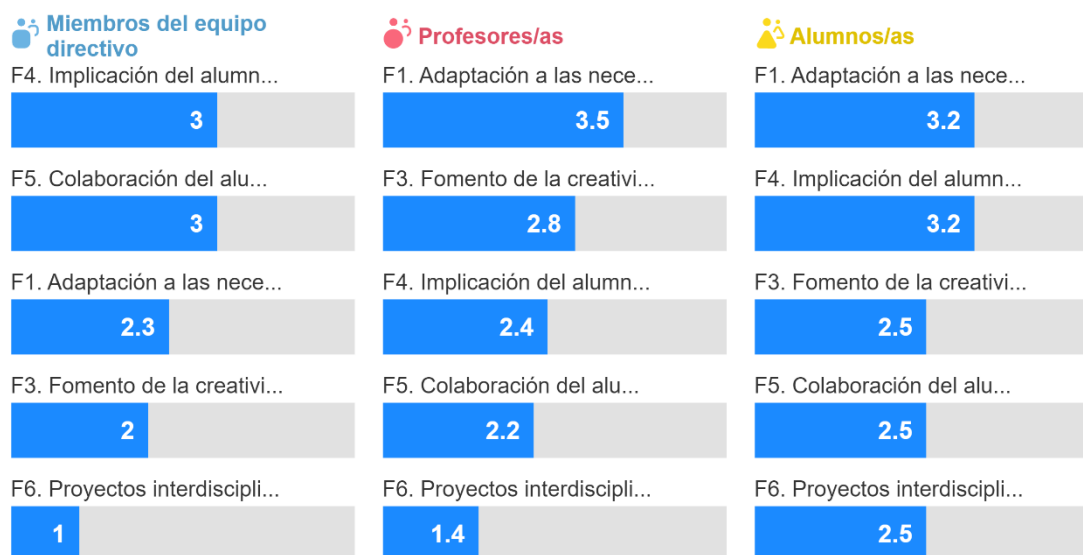 Miembros del equipo
directivo
F4. Implicación del alumn...
3
F5. Colaboración del alu...
3
F1. Adaptación a las nece...
2.3
F3. Fomento de la creativi...
2
F6. Proyectos interdiscipli...
1
Profesores/as
F1. Adaptación a las nece...
3.5
F3. Fomento de la creativi...
2.8
F4. Implicación del alumn...
2.4
F5. Colaboración del alu...
2.2
F6. Proyectos interdiscipli...
1.4
Alumnos/as
F1. Adaptación a las nece...
3.2
F4. Implicación del alumn...
3.2
F3. Fomento de la creativi...
2.5
F5. Colaboración del alu...
2.5
F6. Proyectos interdiscipli...
2.5